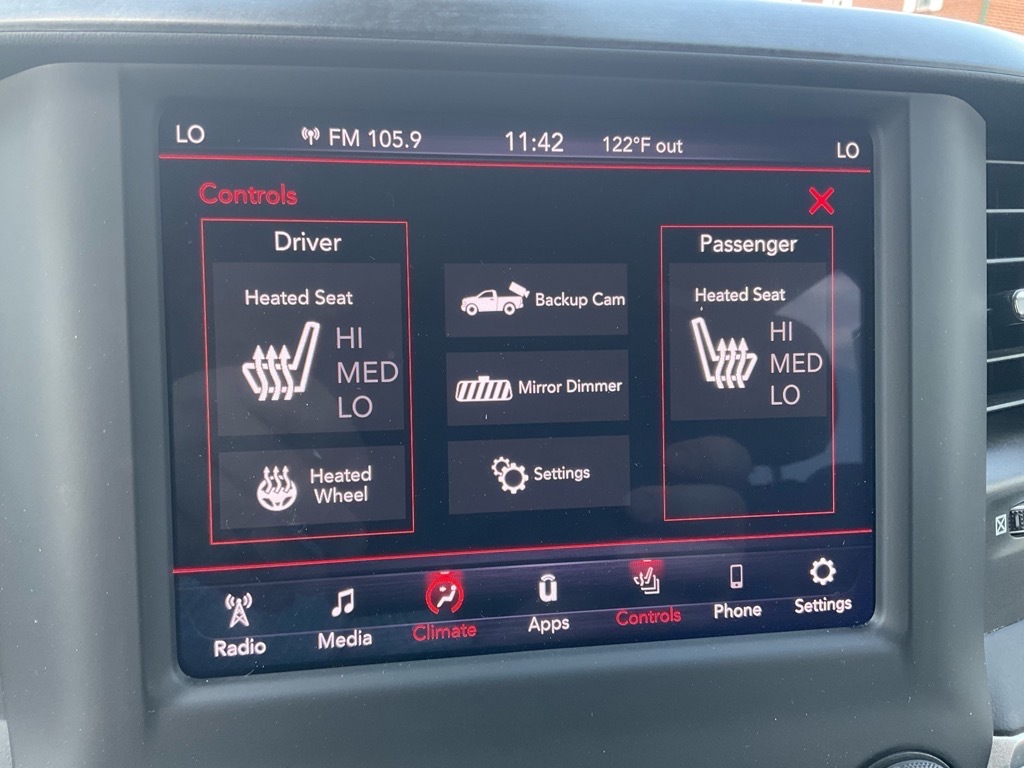 LO
FM 105.9
11:42
122°F out
LO
Controls
Driver
Heated Seat
HI
MED
LO
Heated
Wheel
Backup Cam
Mirror Dimmer
Settings
Passenger
Heated Seat
HI
MED
LO
Radio
Media
Climate
Apps
Controls
Phone
Settings